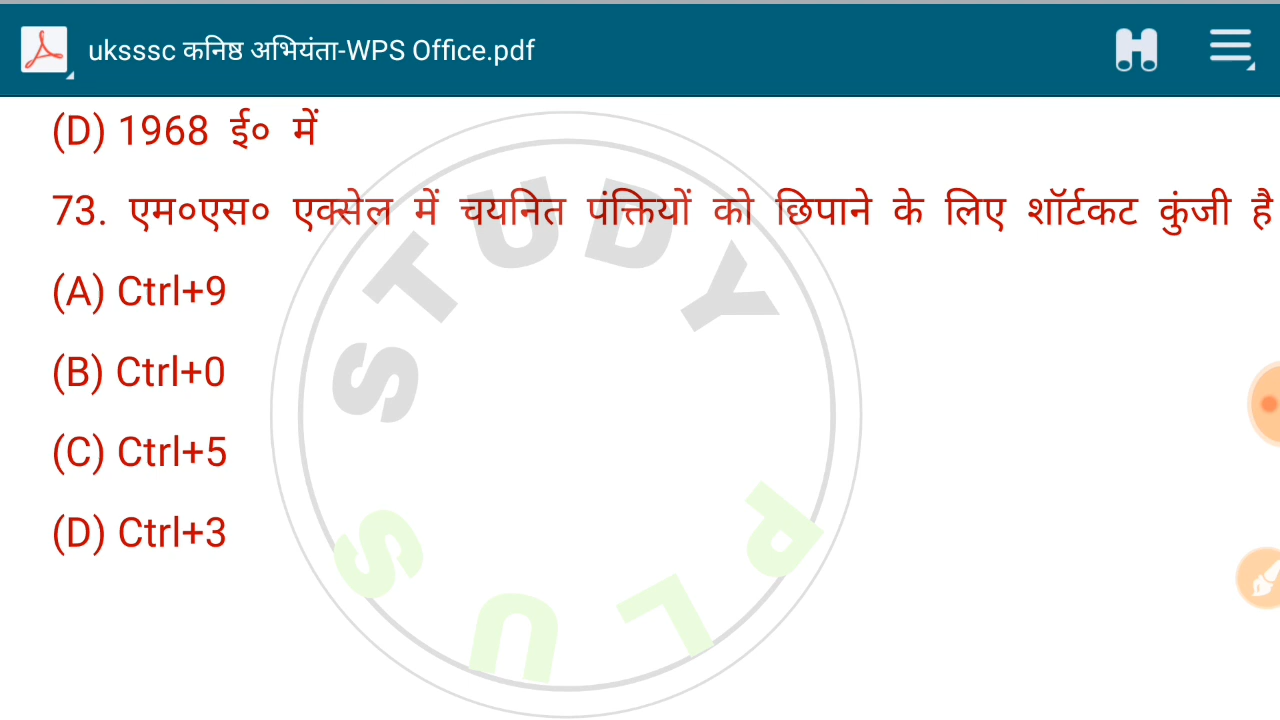 uksssc कनिष्ठ अभियंता-WPS Office.pdf
(D) 1968 ई० में
73. एम०एस० एक्सेल में चयनित पंक्तियों को छिपाने के लिए शॉर्टकट कुंजी है
(A) Ctrl+9
(B) Ctrl+0
(C) Ctrl+5
(D) Ctrl+3
STUDY
PLUS